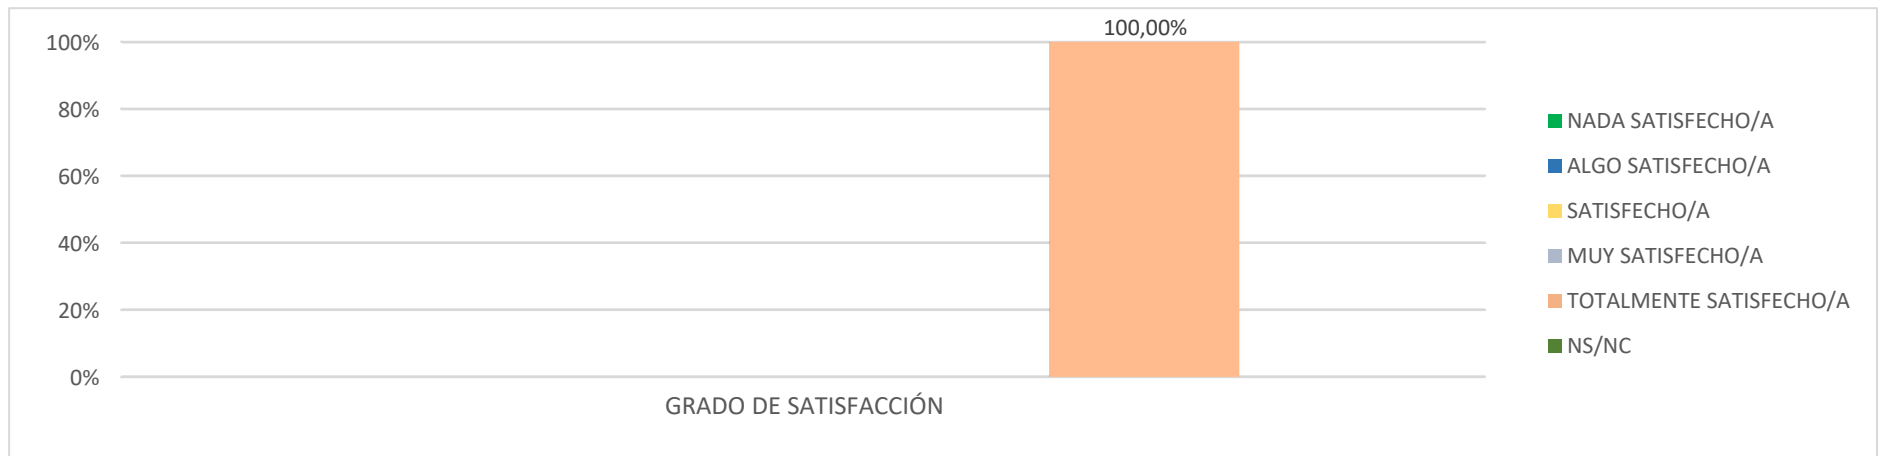 100,00%
100%
80%
60%
40%
20%
0%
GRADO DE SATISFACCIÓN
NADA SATISFECHO/A
ALGO SATISFECHO/A
SATISFECHO/A
MUY SATISFECHO/A
TOTALMENTE SATISFECHO/A
NS/NC